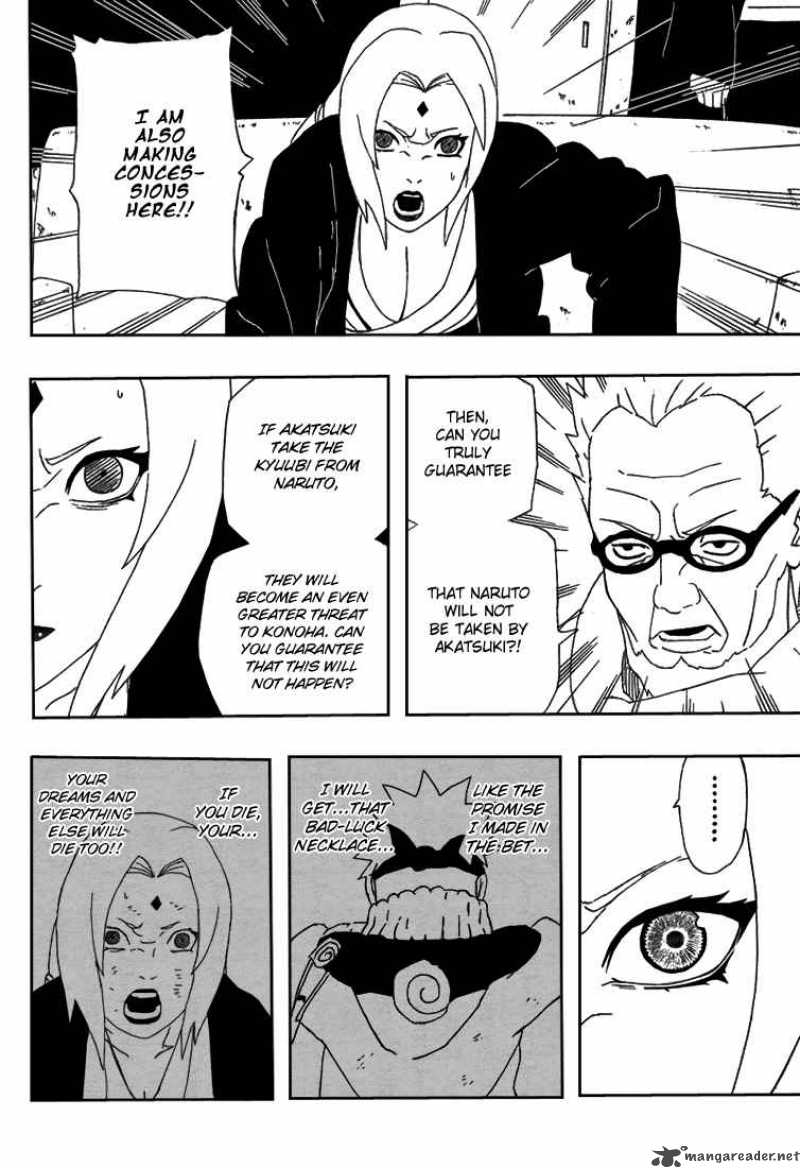 I AM
ALSO
MAKING
CONCES-
SIONS
HERE!!
THEN,
CAN YOU
TRULY
GUARANTEE
THAT NARUTO
WILL NOT
BE TAKEN BY
AKATSUKI?!
IF AKATSUKI
TAKE THE
KYUUBI FROM
NARUTO,
THEY WILL
BECOME AN EVEN
GREATER THREAT
TO KONOHA. CAN
YOU GUARANTEE
THAT THIS WILL
NOT HAPPEN?
........
LIKE THE
PROMISE
I MADE IN
THE BET...
I WILL
GET...THAT
BAD-LUCK
NECKLACE...
IF
YOU DIE,
YOUR...
YOUR
DREAMS AND
EVERYTHING
ELSE WILL
DIE TOO!!
mangareader.net